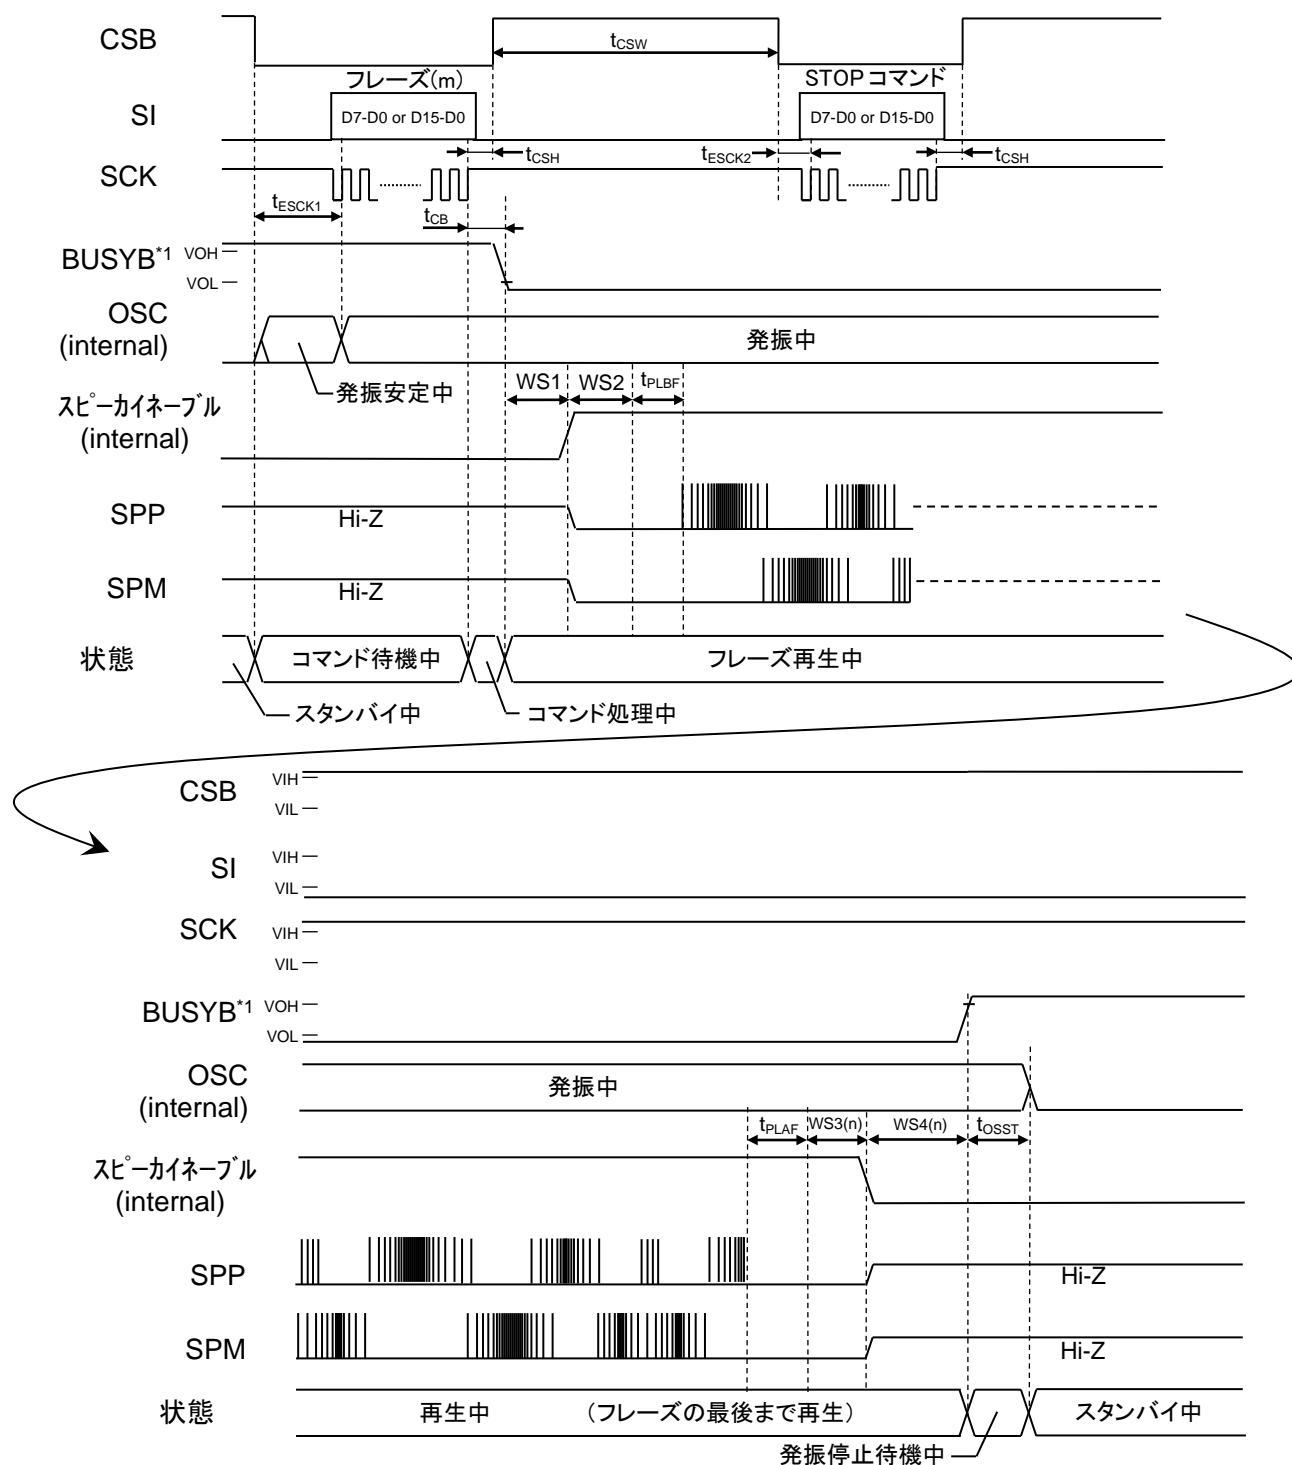 CSB
tCSW
フレーズ(m)
STOPコマンド
SI
D7-D0 or D15-D0
D7-D0 or D15-D0
tCSH
tESCK2
tCSH
SCK
tESCK1
tCB
BUSYB*1
VOH
VOL
OSC
(internal)
発振中
発振安定中
WS1
WS2
tPLBF
スピーカイネーブル
(internal)
SPP
Hi-Z
SPM
Hi-Z
状態
コマンド待機中
フレーズ再生中
スタンバイ中
コマンド処理中
CSB
VIH
VIL
SI
VIH
VIL
SCK
VIH
VIL
BUSYB*1
VOH
VOL
OSC
(internal)
発振中
tPLAF
WS3(n)
WS4(n)
tOSST
スピーカイネーブル
(internal)
SPP
Hi-Z
SPM
Hi-Z
状態
再生中
(フレーズの最後まで再生)
スタンバイ中
発振停止待機中